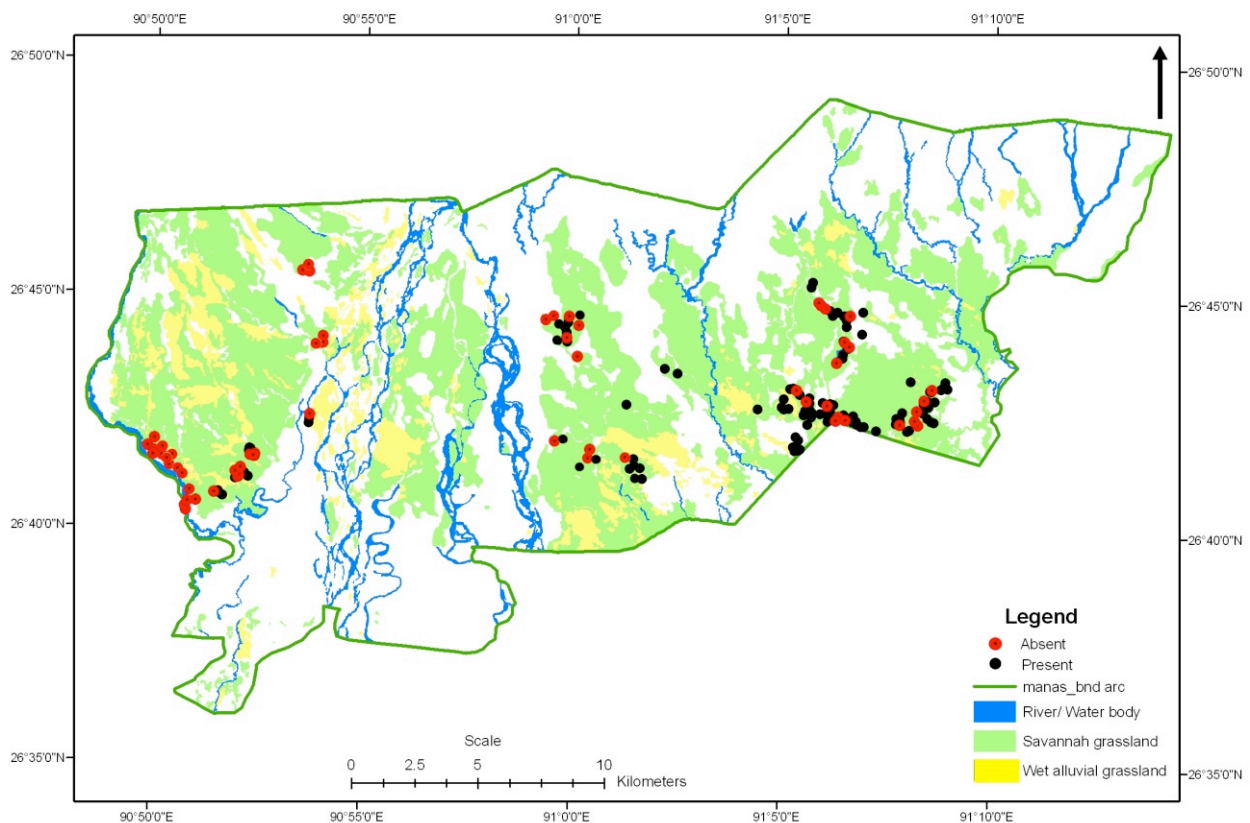 90°50'0"E 90°55'0"E 91°0'0"E 91°5'0"E 91°10'0"E
26°50'0"N 26°50'0"N
26°45'0"N 26°45'0"N
26°40'0"N 26°40'0"N
Legend
Absent
Present
manas_bnd arc
River/ Water body
Savannah grassland
Wet alluvial grassland
Scale
0 2.5 5 10
Kilometers
26°35'0"N 26°35'0"N
90°50'0"E 90°55'0"E 91°0'0"E 91°5'0"E 91°10'0"E